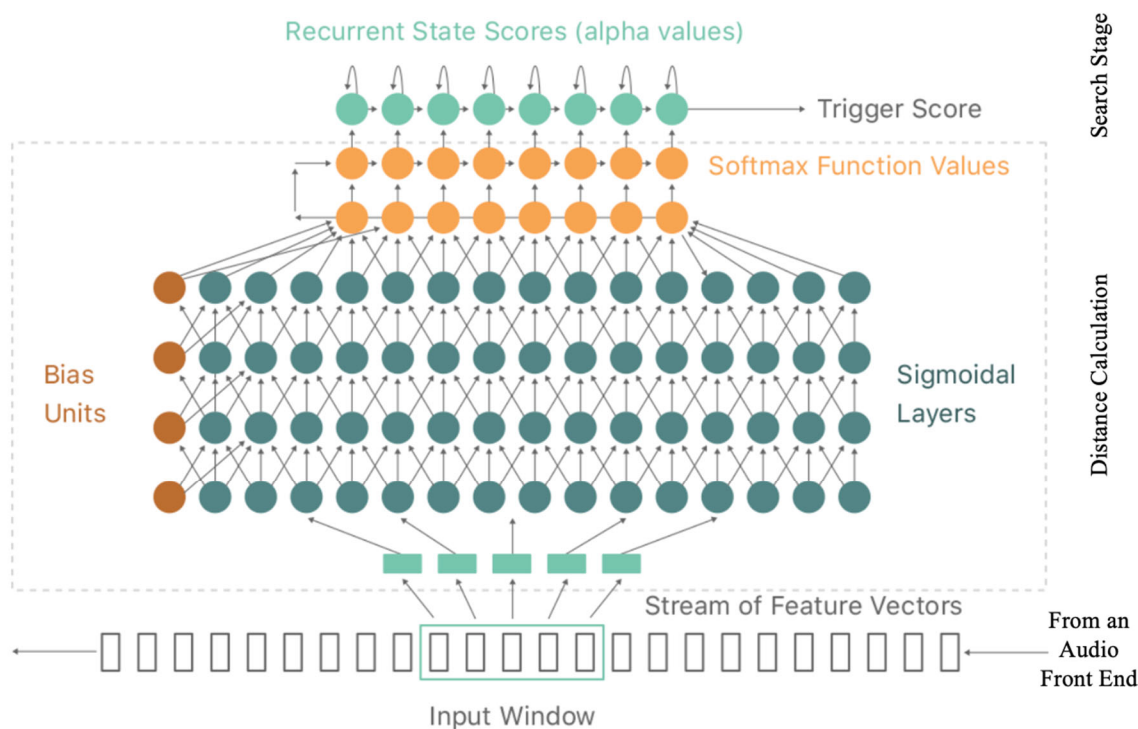 Recurrent State Scores (alpha values)
Search Stage
Trigger Score
Softmax Function Values
Distance Calculation
Bias
Units
Sigmoidal
Layers
Stream of Feature Vectors
From an
Audio
Front End
Input Window